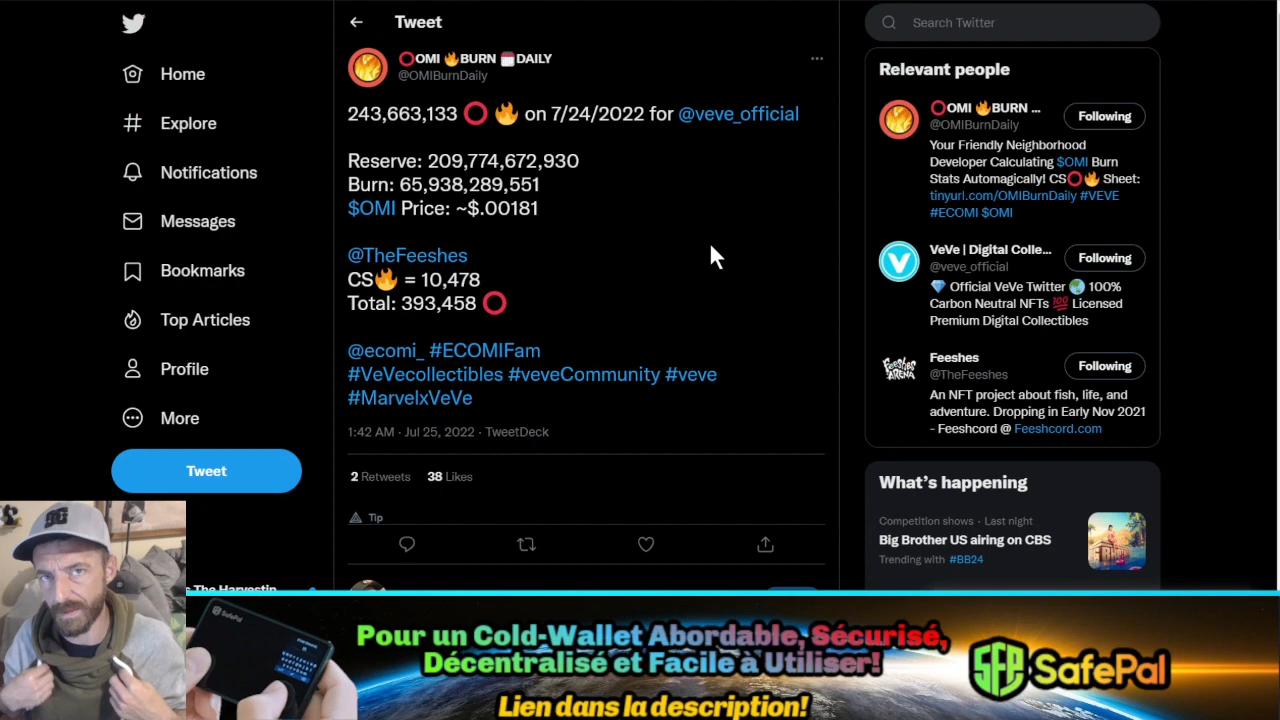 Tweet
Search Twitter
Home
Explore
Notifications
Messages
Bookmarks
Top Articles
Profile
More
Tweet
⭕OMI 🔥BURN 🗓️DAILY
@OMIBurnDaily
243,663,133 ⭕ 🔥 on 7/24/2022 for @veve_official
Reserve: 209,774,672,930
Burn: 65,938,289,551
$OMI Price: ~$.00181
@TheFeeshes
CS🔥 = 10,478
Total: 393,458 ⭕
@ecomi_ #ECOMIFam
#VeVecollectibles #veveCommunity #veve
#MarvelxVeVe
1:42 AM · Jul 25, 2022 · TweetDeck
2 Retweets 38 Likes
Tip
Relevant people
⭕OMI 🔥BURN ...
@OMIBurnDaily
Following
Your Friendly Neighborhood
Developer Calculating $OMI Burn
Stats Automagically! CS⭕🔥 Sheet:
tinyurl.com/OMIBurnDaily #VEVE
#ECOMI $OMI
VeVe | Digital Colle...
@veve_official
Following
💎 Official VeVe Twitter 🌏 100%
Carbon Neutral NFTs 💯 Licensed
Premium Digital Collectibles
Feeshes
@TheFeeshes
Following
An NFT project about fish, life, and
adventure. Dropping in Early Nov 2021
- Feeshcord @ Feeshcord.com
What's happening
Competition shows · Last night
Big Brother US airing on CBS
Trending with #BB24
SafePal
Pour un Cold-Wallet Abordable, Sécurisé,
Décentralisé et Facile à Utiliser!
Lien dans la description!
SafePal